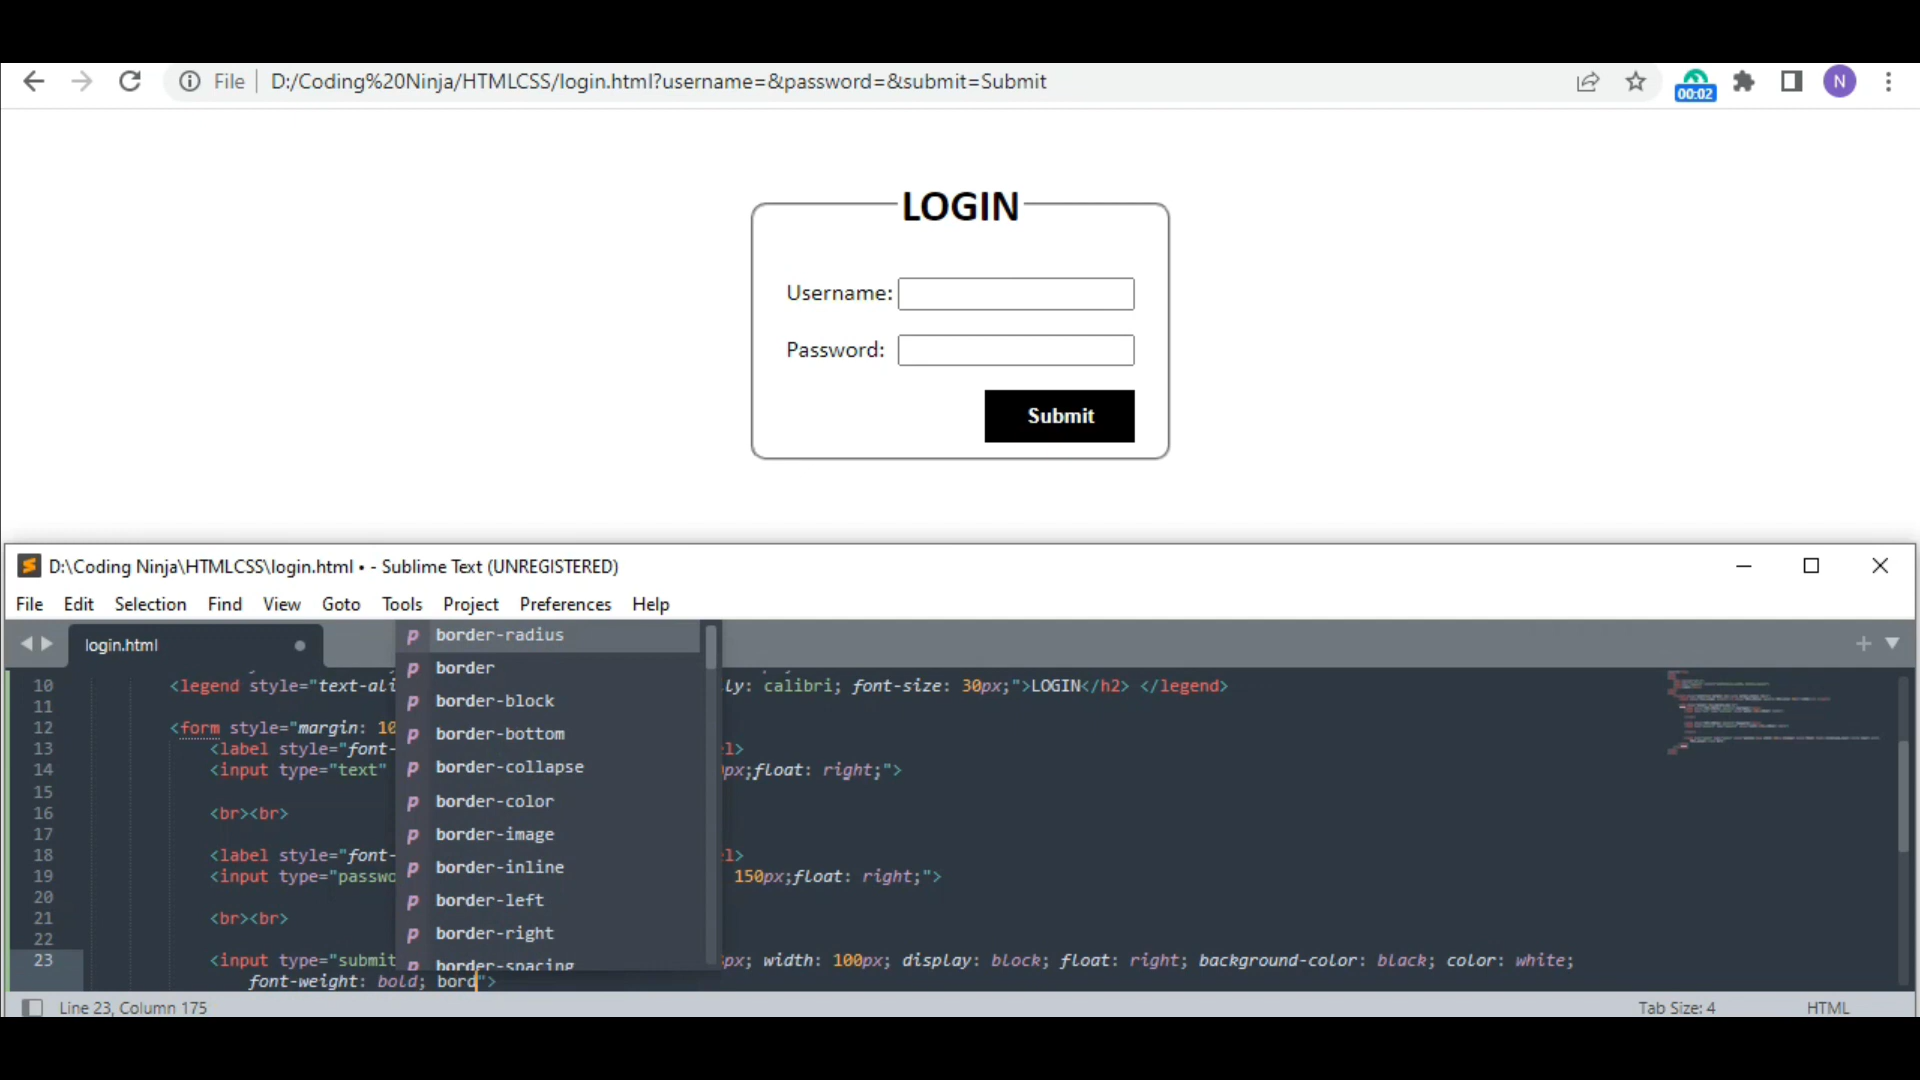 File D:/Coding%20Ninja/HTMLCSS/login.html?username=&password=&submit=Submit
00:02
N
LOGIN
Username:
Password:
Submit
D:\Coding Ninja\HTMLCSS\login.html • - Sublime Text (UNREGISTERED)
File Edit Selection Find View Goto Tools Project Preferences Help
login.html
border-radius
border
border-block
border-bottom
border-collapse
border-color
border-image
border-inline
border-left
border-right
border-spacing
10 <legend style="text-ali ly: calibri; font-size: 30px;">LOGIN</h2> </legend>
11
12 <form style="margin: 10
13 <label style="font- l>
14 <input type="text" px;float: right;">
15
16 <br><br>
17
18 <label style="font- l>
19 <input type="passwo 150px;float: right;">
20
21 <br><br>
22
23 <input type="submit px; width: 100px; display: block; float: right; background-color: black; color: white;
font-weight: bold; bord">
Line 23, Column 175 Tab Size: 4 HTML